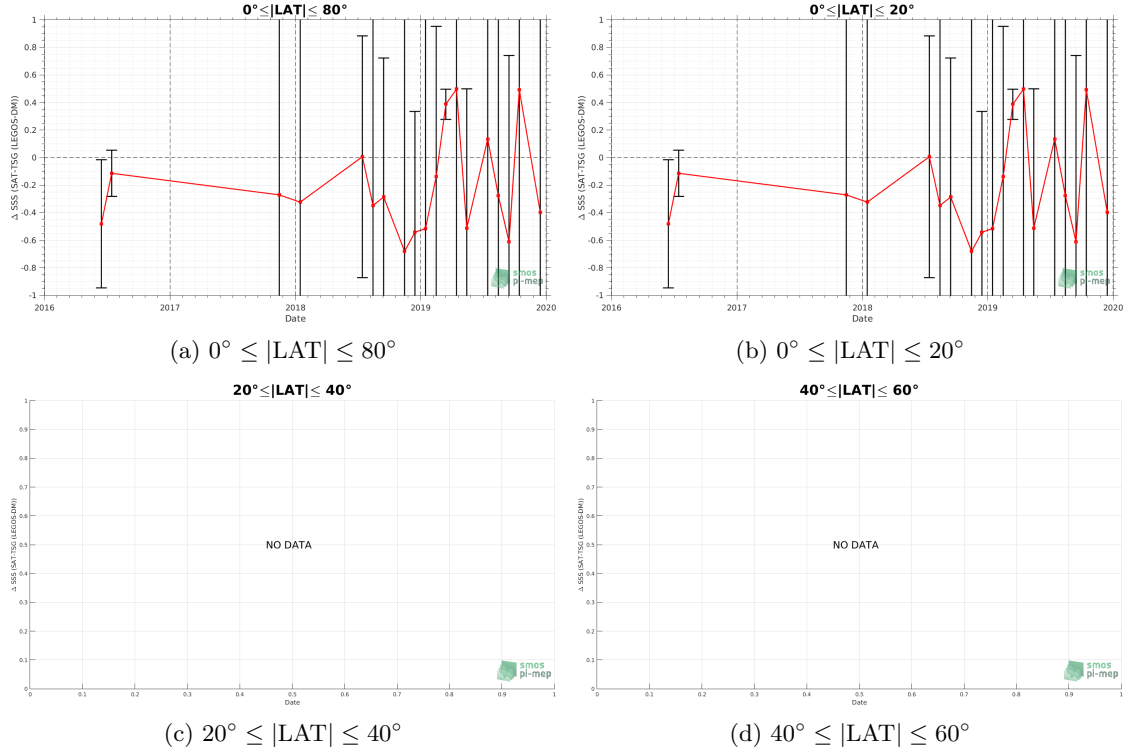 0°≤|LAT|≤ 80°
1
0.8
0.6
0.4
0.2
0
-0.2
-0.4
-0.6
-0.8
-1
Δ SSS (SAT-TSG (LEGOS-DM))
2016
2017
2018
2019
2020
Date
smos
pi-mep
(a) 0° ≤ |LAT| ≤ 80°
0°≤|LAT|≤ 20°
1
0.8
0.6
0.4
0.2
0
-0.2
-0.4
-0.6
-0.8
-1
Δ SSS (SAT-TSG (LEGOS-DM))
2016
2017
2018
2019
2020
Date
smos
pi-mep
(b) 0° ≤ |LAT| ≤ 20°
20°≤|LAT|≤ 40°
1
0.9
0.8
0.7
0.6
0.5
0.4
0.3
0.2
0.1
0
Δ SSS (SAT-TSG (LEGOS-DM))
NO DATA
0
0.1
0.2
0.3
0.4
0.5
0.6
0.7
0.8
0.9
1
Date
smos
pi-mep
(c) 20° ≤ |LAT| ≤ 40°
40°≤|LAT|≤ 60°
1
0.9
0.8
0.7
0.6
0.5
0.4
0.3
0.2
0.1
0
Δ SSS (SAT-TSG (LEGOS-DM))
NO DATA
0
0.1
0.2
0.3
0.4
0.5
0.6
0.7
0.8
0.9
1
Date
smos
pi-mep
(d) 40° ≤ |LAT| ≤ 60°